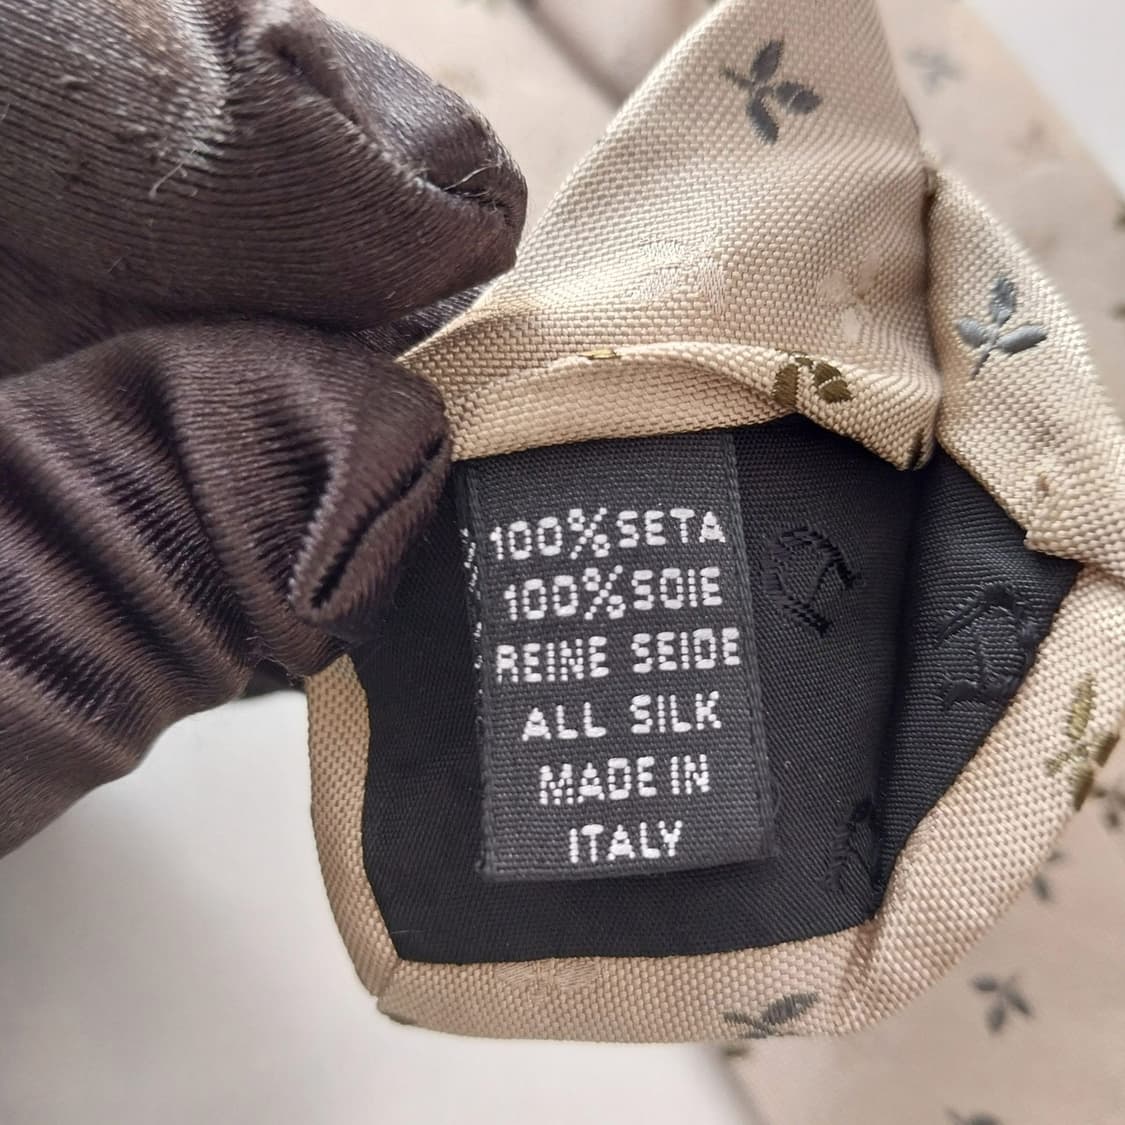 100%SETA
100%SOIE
REINE SEIDE
ALL SILK
MADE IN
ITALY